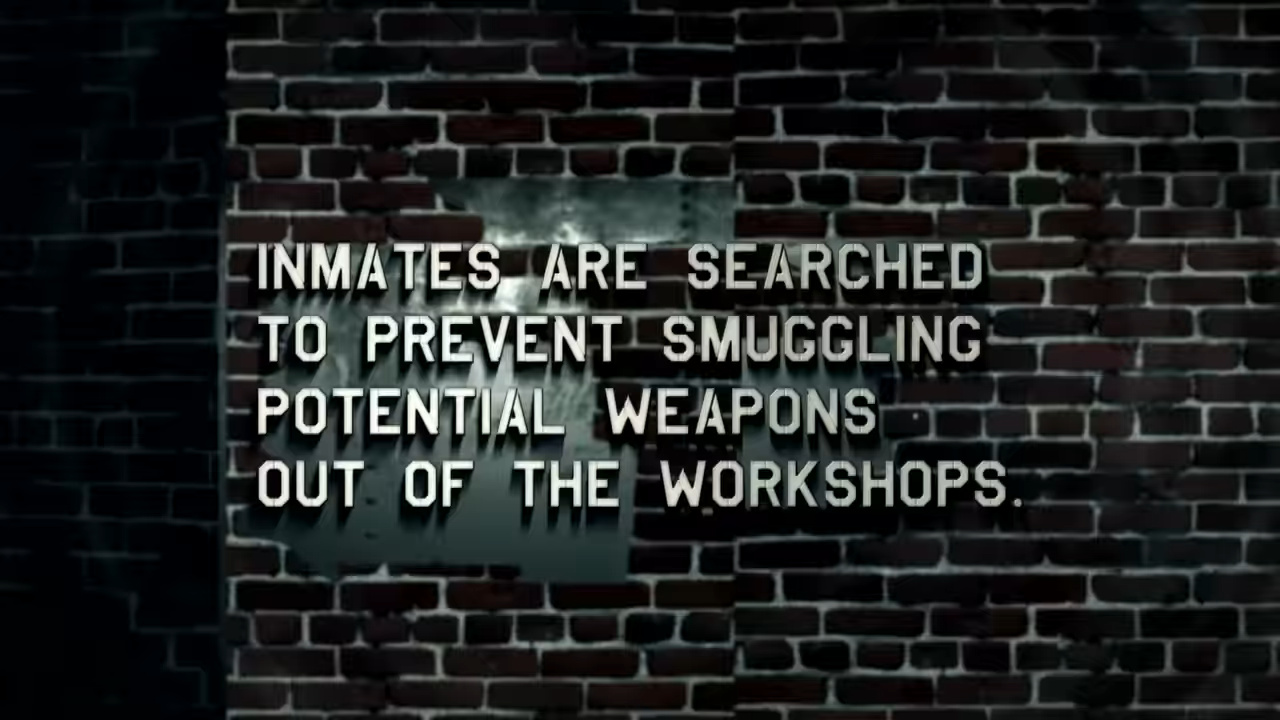 INMATES ARE SEARCHED
TO PREVENT SMUGGLING
POTENTIAL WEAPONS
OUT OF THE WORKSHOPS.